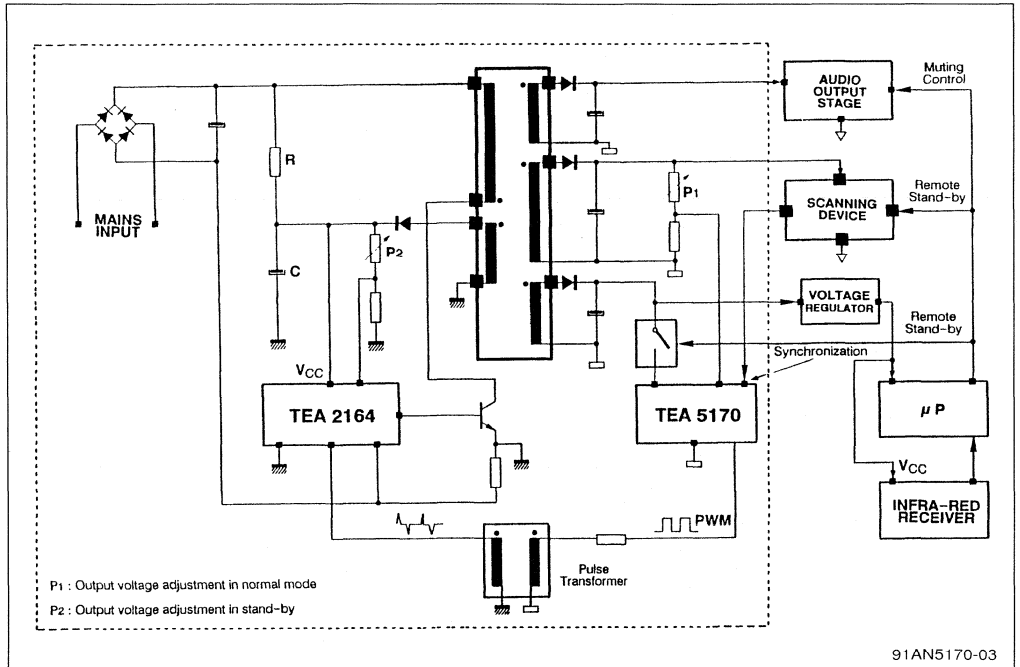 MAINS
INPUT
R
C
P2
P1
VCC
TEA 2164
TEA 5170
AUDIO
OUTPUT
STAGE
Muting
Control
SCANNING
DEVICE
Remote
Stand-by
VOLTAGE
REGULATOR
Remote
Stand-by
Synchronization
μP
VCC
INFRA-RED
RECEIVER
PWM
Pulse
Transformer
P1 : Output voltage adjustment in normal mode
P2 : Output voltage adjustment in stand-by
91AN5170-03